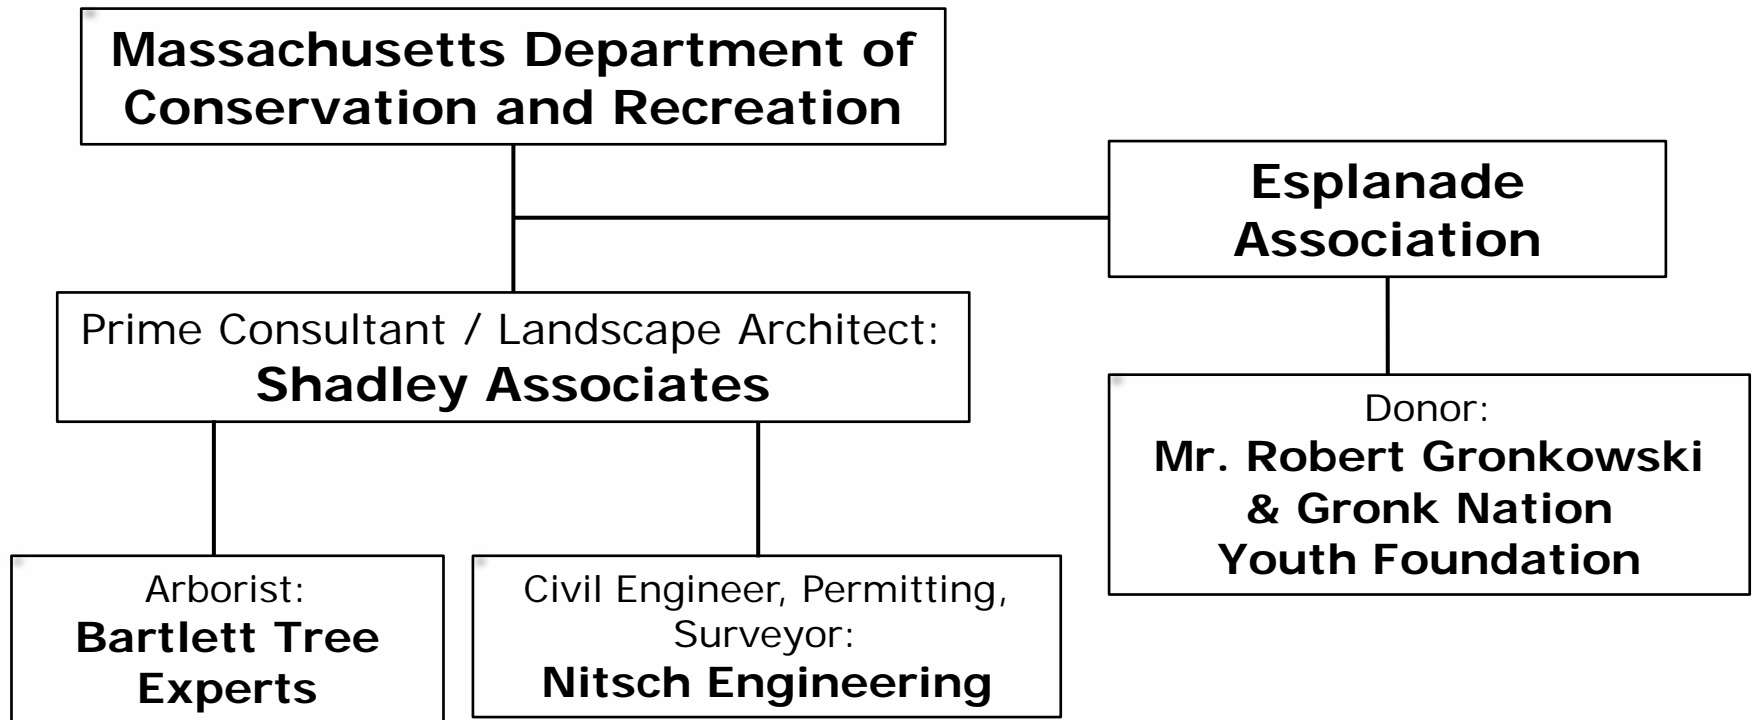 Massachusetts Department of
Conservation and Recreation
Esplanade
Association
Prime Consultant / Landscape Architect:
Shadley Associates
Donor:
Mr. Robert Gronkowski
& Gronk Nation
Youth Foundation
Arborist:
Bartlett Tree
Experts
Civil Engineer, Permitting,
Surveyor:
Nitsch Engineering